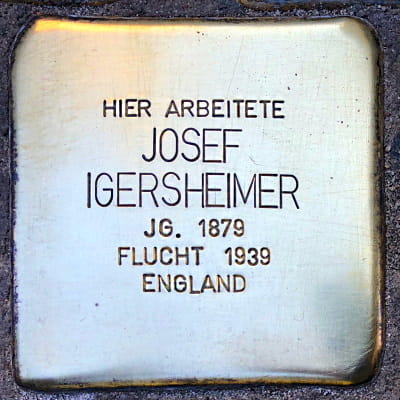 HIER ARBEITETE
JOSEF
IGERSHEIMER
JG. 1879
FLUCHT 1939
ENGLAND